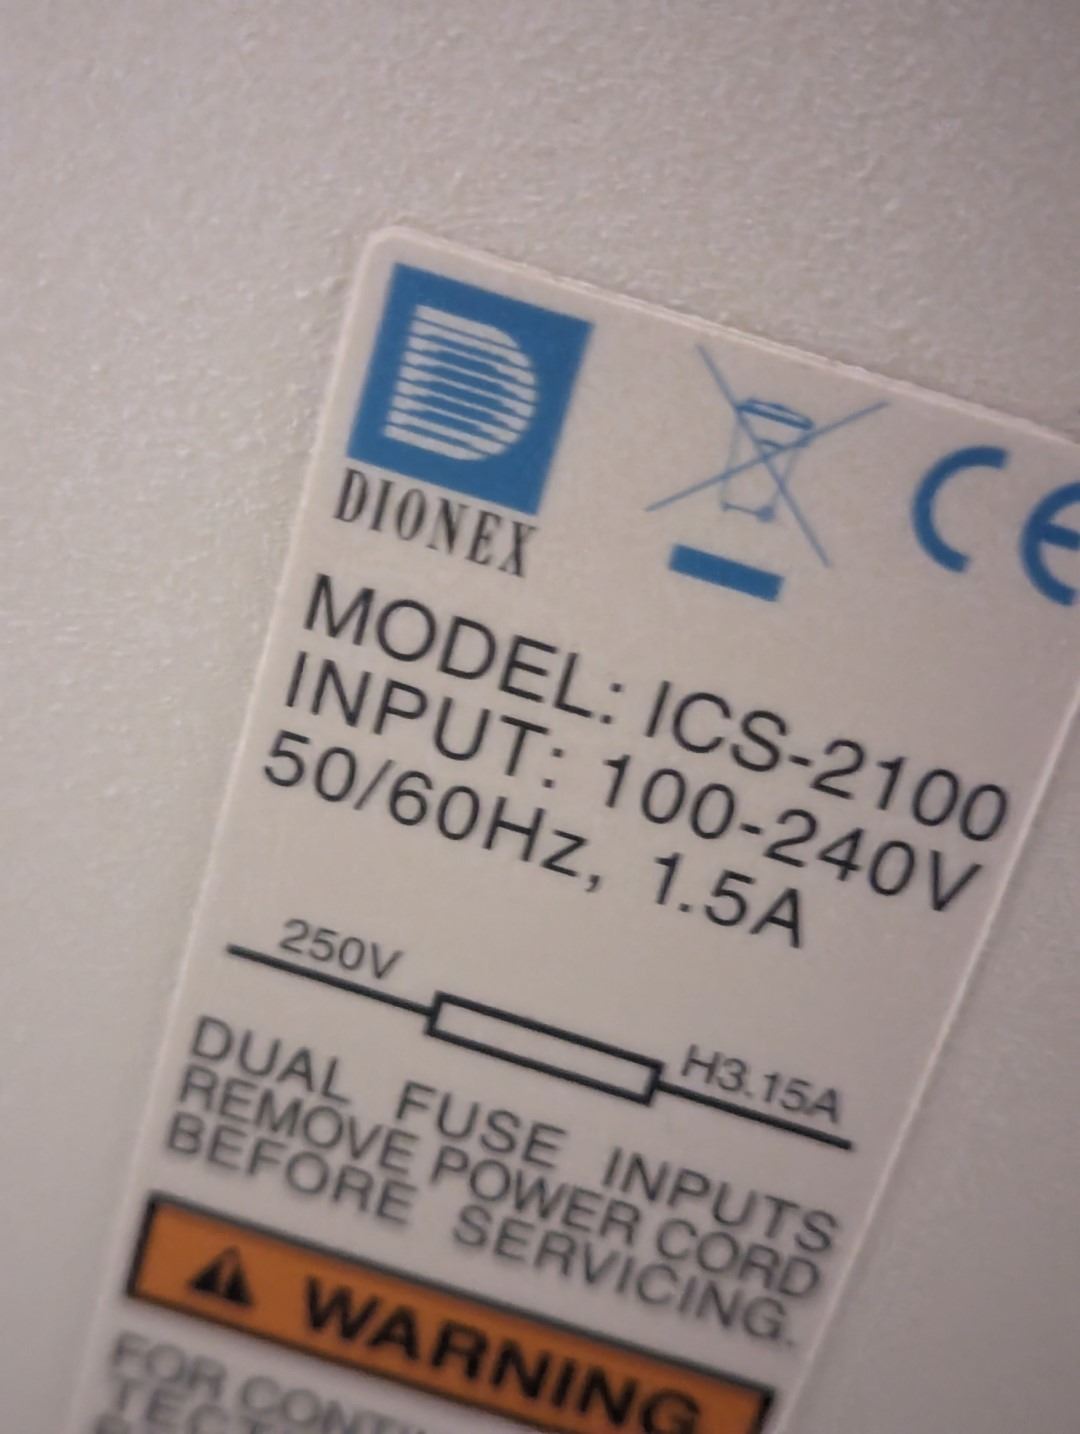 DIONEX
CE
MODEL: ICS-2100
INPUT: 100-240V
50/60Hz, 1.5A
250V
H3.15A
DUAL FUSE INPUTS
REMOVE POWER CORD
BEFORE SERVICING.
WARNING
FOR